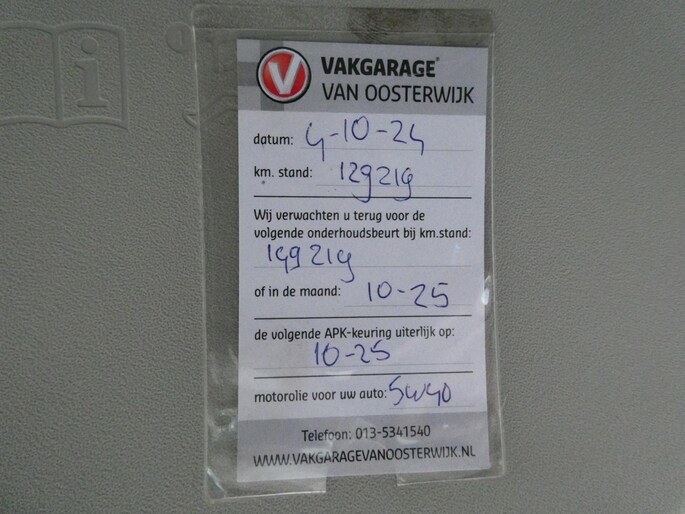 V VAKGARAGE®
VAN OOSTERWIJK
datum: 4-10-24
km. stand: 129219
Wij verwachten u terug voor de
volgende onderhoudsbeurt bij km.stand:
149219
of in de maand: 10-25
de volgende APK-keuring uiterlijk op:
10-25
motorolie voor uw auto: 5w40
Telefoon: 013-5341540
WWW.VAKGARAGEVANOOSTERWIJK.NL
i